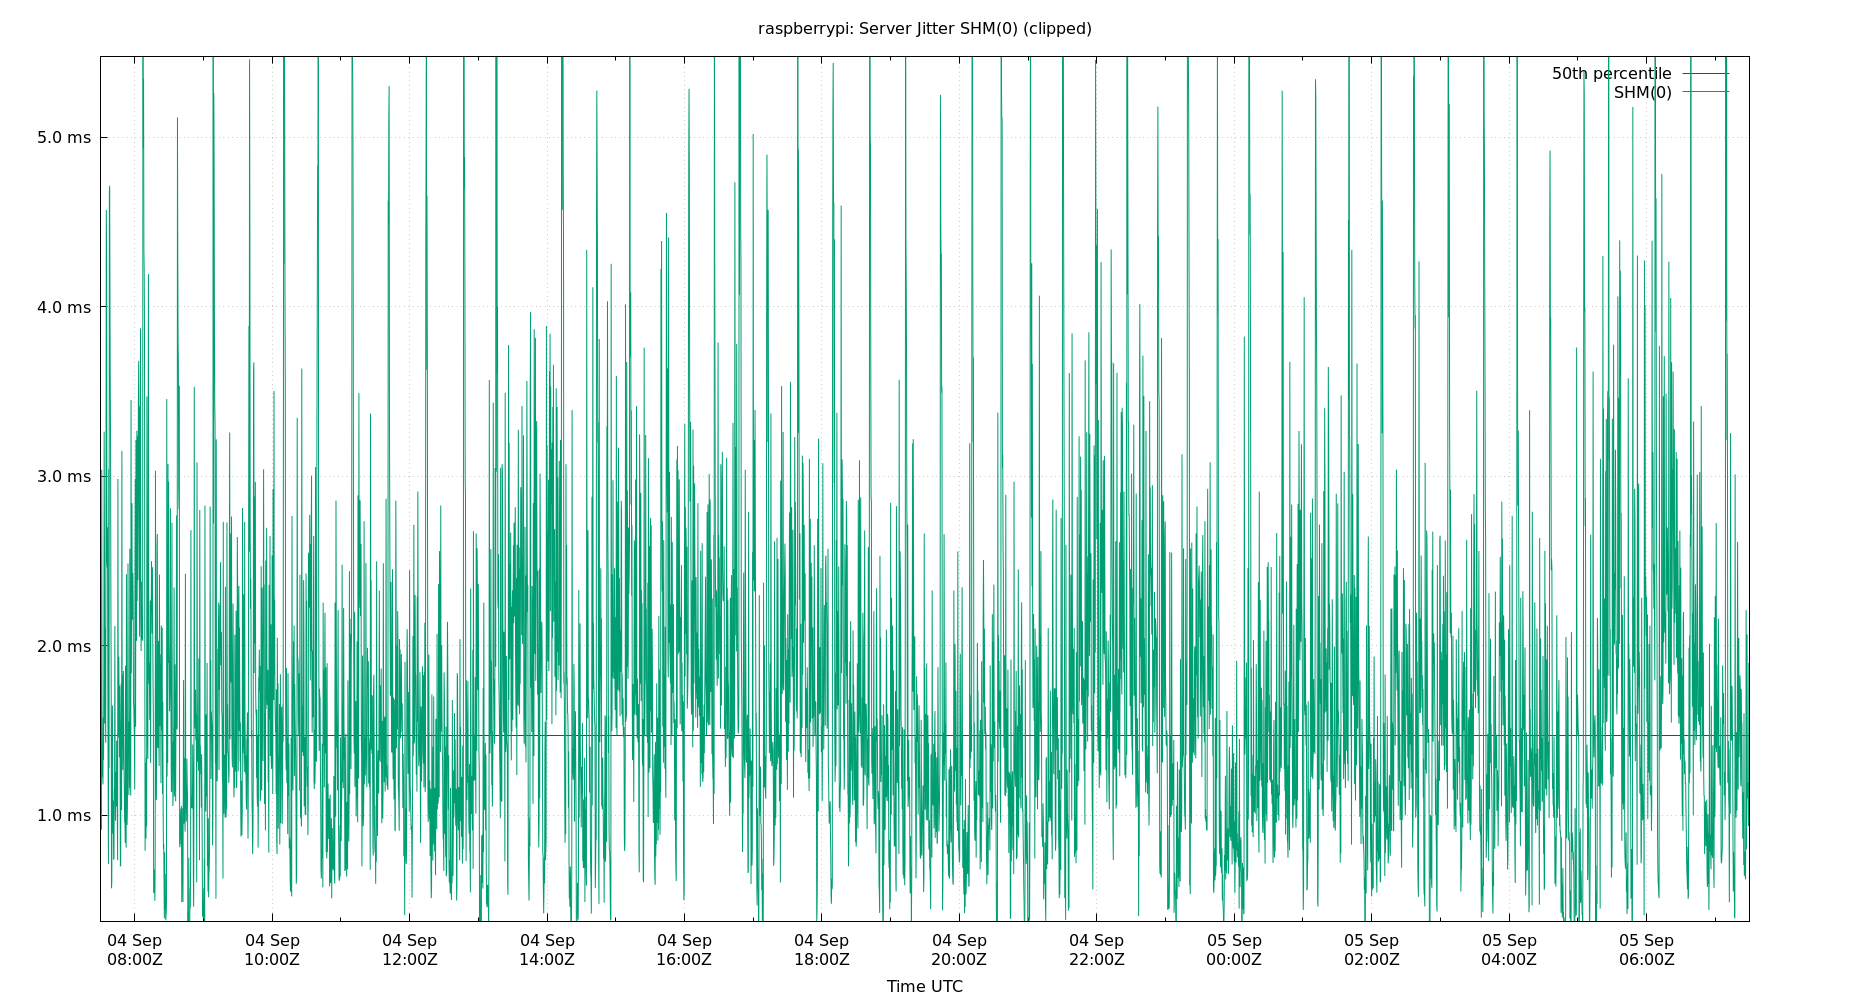 raspberrypi: Server Jitter SHM(0) (clipped)
50th percentile
SHM(0)
5.0 ms
4.0 ms
3.0 ms
2.0 ms
1.0 ms
04 Sep 04 Sep 04 Sep 04 Sep 04 Sep 04 Sep 04 Sep 04 Sep 05 Sep 05 Sep 05 Sep 05 Sep
08:00Z 10:00Z 12:00Z 14:00Z 16:00Z 18:00Z 20:00Z 22:00Z 00:00Z 02:00Z 04:00Z 06:00Z
Time UTC